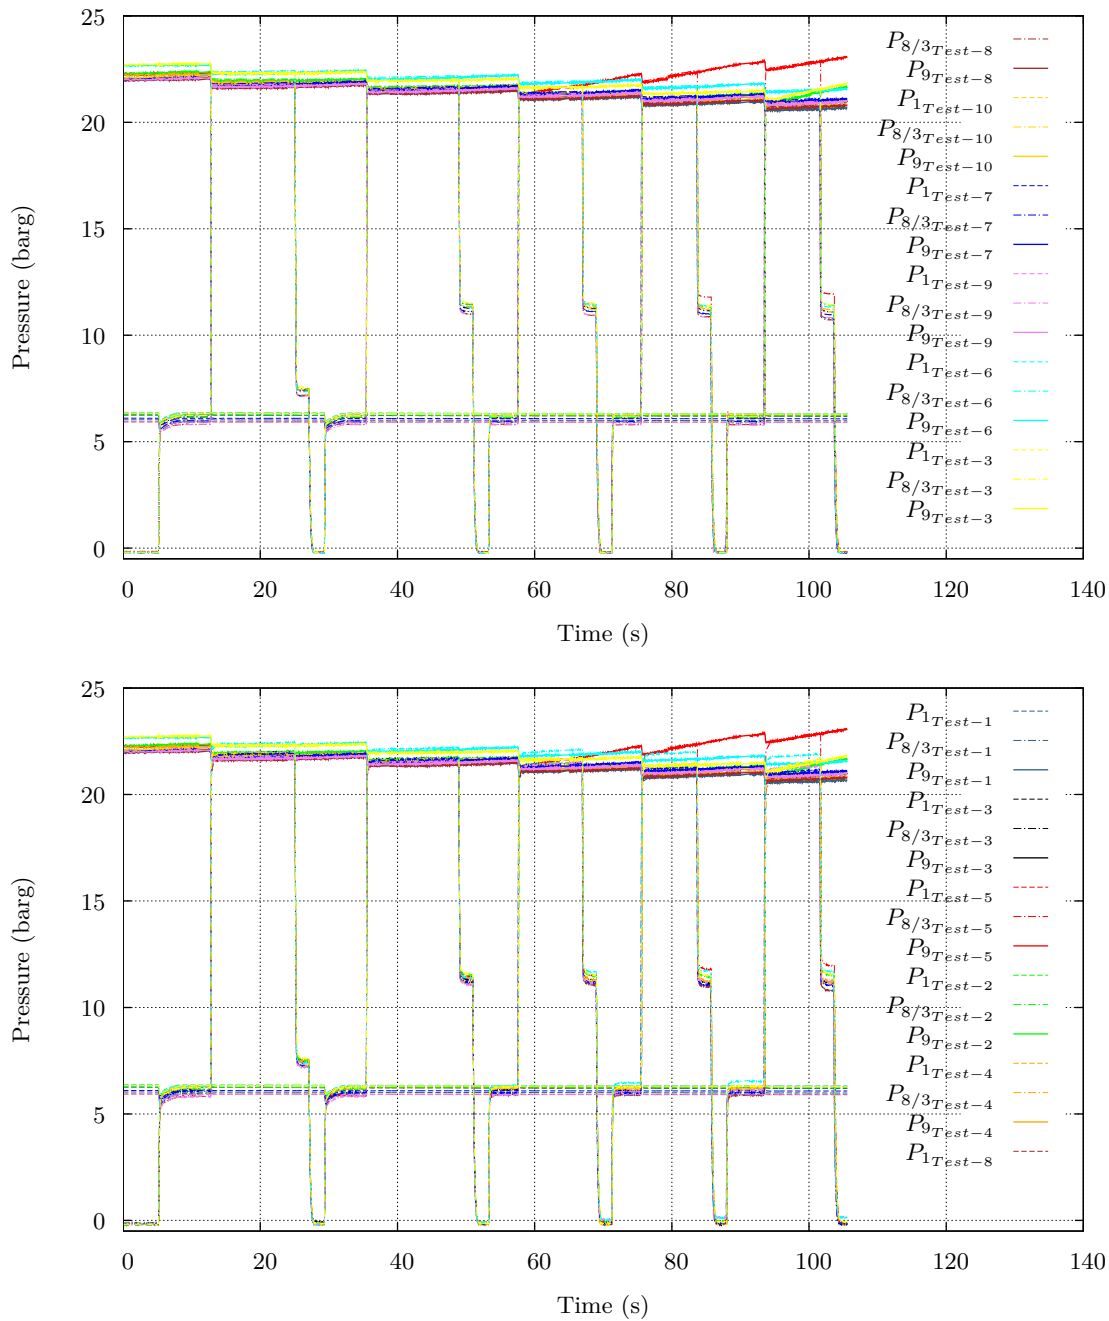 25
20
15
10
5
0
Pressure (barg)
0 20 40 60 80 100 120 140
Time (s)
P8/3Test−8
P9Test−8
P1Test−10
P8/3Test−10
P9Test−10
P1Test−7
P8/3Test−7
P9Test−7
P1Test−9
P8/3Test−9
P9Test−9
P1Test−6
P8/3Test−6
P9Test−6
P1Test−3
P8/3Test−3
P9Test−3
25
20
15
10
5
0
Pressure (barg)
0 20 40 60 80 100 120 140
Time (s)
P1Test−1
P8/3Test−1
P9Test−1
P1Test−3
P8/3Test−3
P9Test−3
P1Test−5
P8/3Test−5
P9Test−5
P1Test−2
P8/3Test−2
P9Test−2
P1Test−4
P8/3Test−4
P9Test−4
P1Test−8